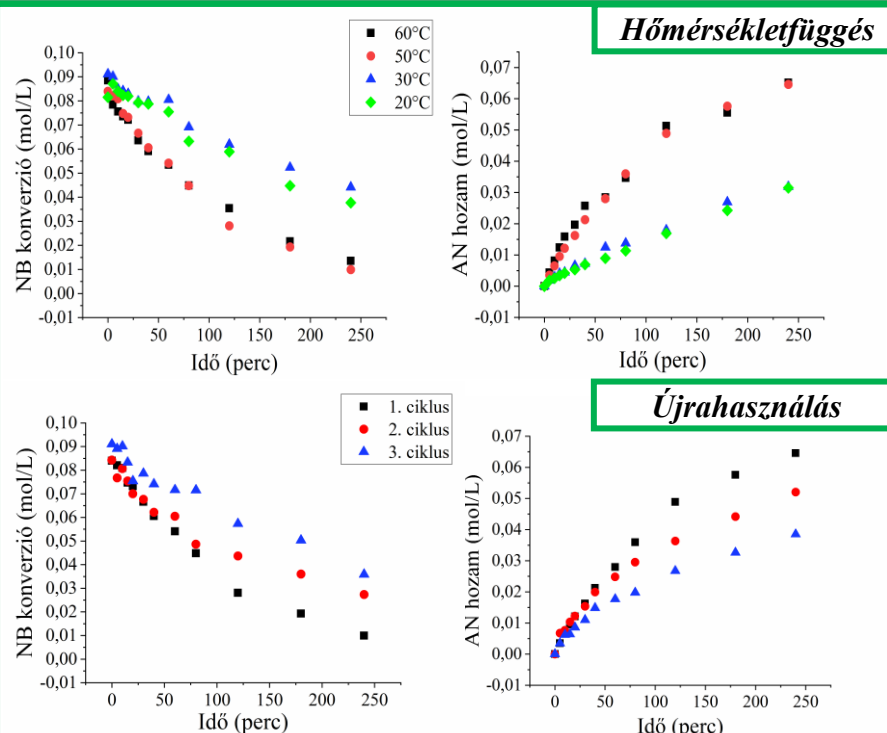 Hőmérsékletfüggés
60°C
50°C
30°C
20°C
0,10
0,09
0,08
0,07
0,06
0,05
0,04
0,03
0,02
0,01
0,00
-0,01
NB konverzió (mol/L)
0 50 100 150 200 250
Idő (perc)
0,07
0,06
0,05
0,04
0,03
0,02
0,01
0,00
-0,01
AN hozam (mol/L)
0 50 100 150 200 250
Idő (perc)
Újrahasználás
1. ciklus
2. ciklus
3. ciklus
0,10
0,09
0,08
0,07
0,06
0,05
0,04
0,03
0,02
0,01
0,00
-0,01
NB konverzió (mol/L)
0 50 100 150 200 250
Idő (perc)
0,07
0,06
0,05
0,04
0,03
0,02
0,01
0,00
-0,01
AN hozam (mol/L)
0 50 100 150 200 250
Idő (perc)